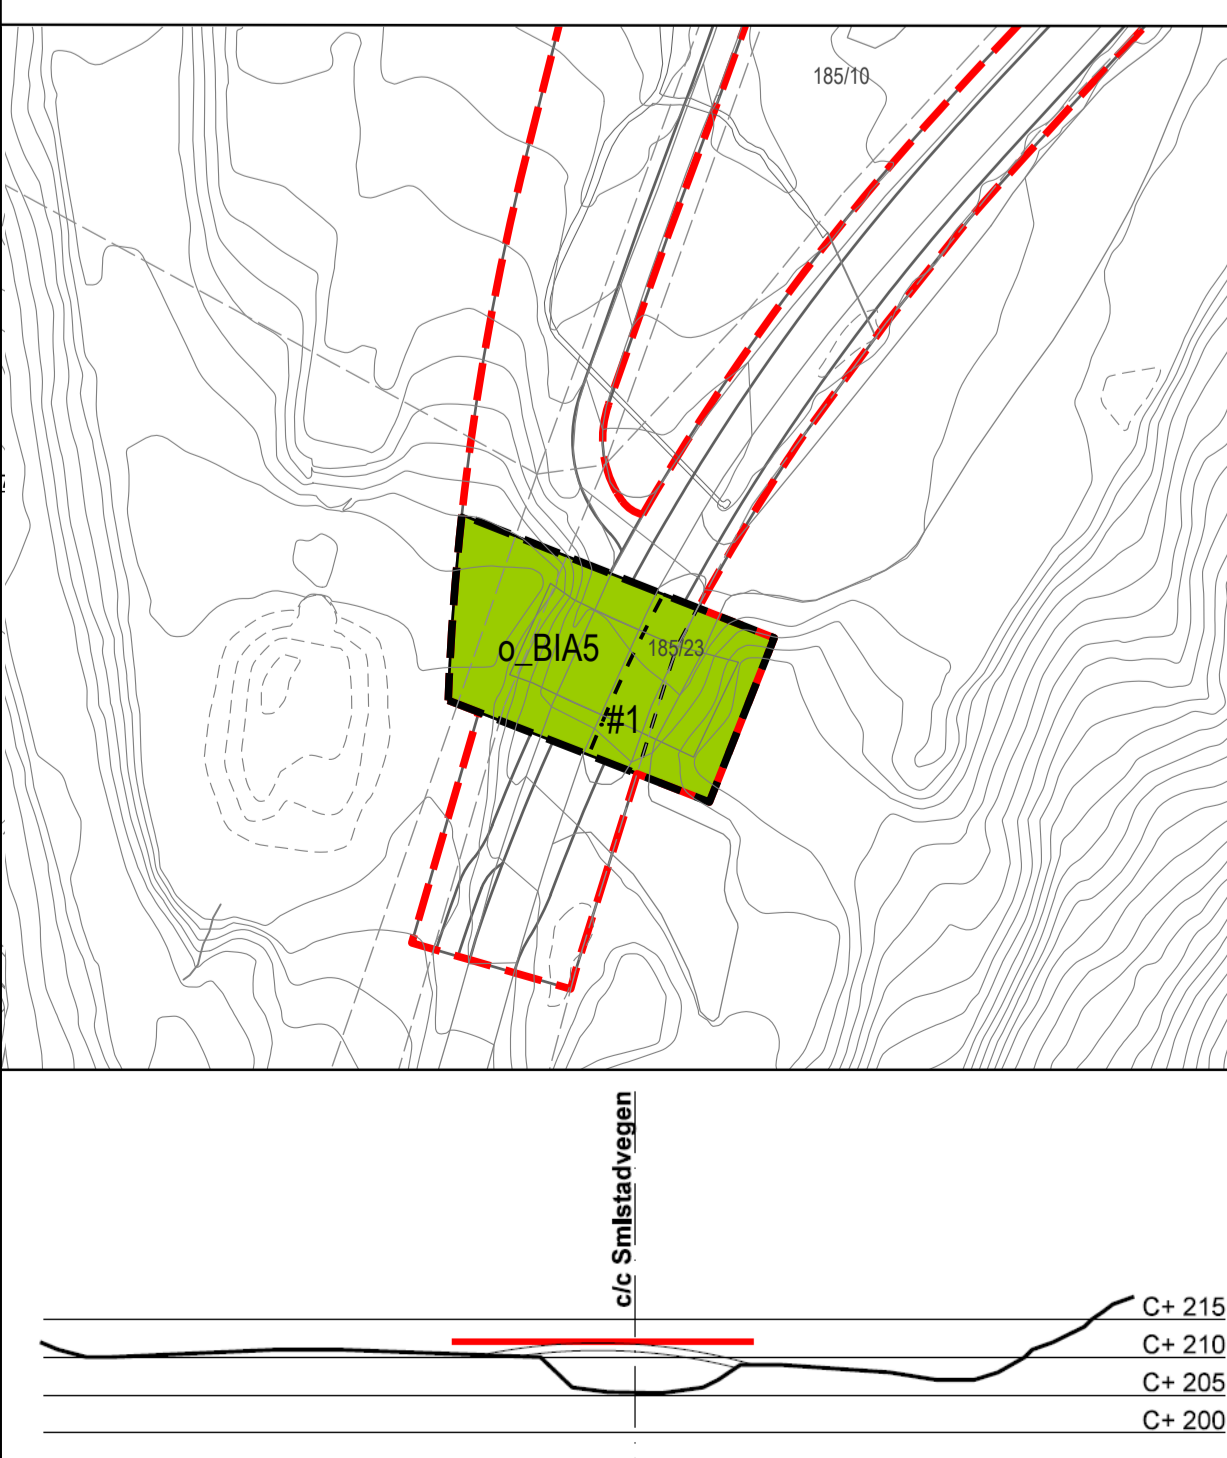 185/10
o_BIA5
185/23
#1
c/c Smlstadvegen
C+ 215
C+ 210
C+ 205
C+ 200